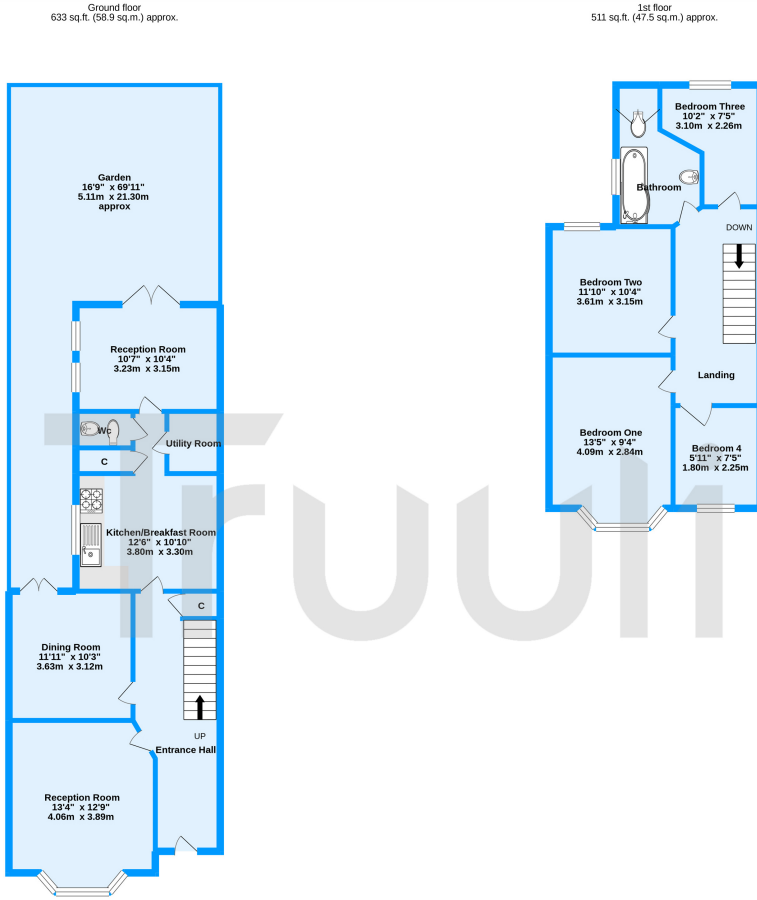 Ground floor
633 sq.ft. (58.9 sq.m.) approx.
1st floor
511 sq.ft. (47.5 sq.m.) approx.
Garden
16'9" x 69'11"
5.11m x 21.30m
approx
Reception Room
10'7" x 10'4"
3.23m x 3.15m
Wc
Utility Room
C
Kitchen/Breakfast Room
12'6" x 10'10"
3.80m x 3.30m
C
Dining Room
11'11" x 10'3"
3.63m x 3.12m
UP
Entrance Hall
Reception Room
13'4" x 12'9"
4.06m x 3.89m
Bedroom Three
10'2" x 7'5"
3.10m x 2.26m
Bathroom
DOWN
Bedroom Two
11'10" x 10'4"
3.61m x 3.15m
Landing
Bedroom One
13'5" x 9'4"
4.09m x 2.84m
Bedroom 4
5'11" x 7'5"
1.80m x 2.25m
Truuli